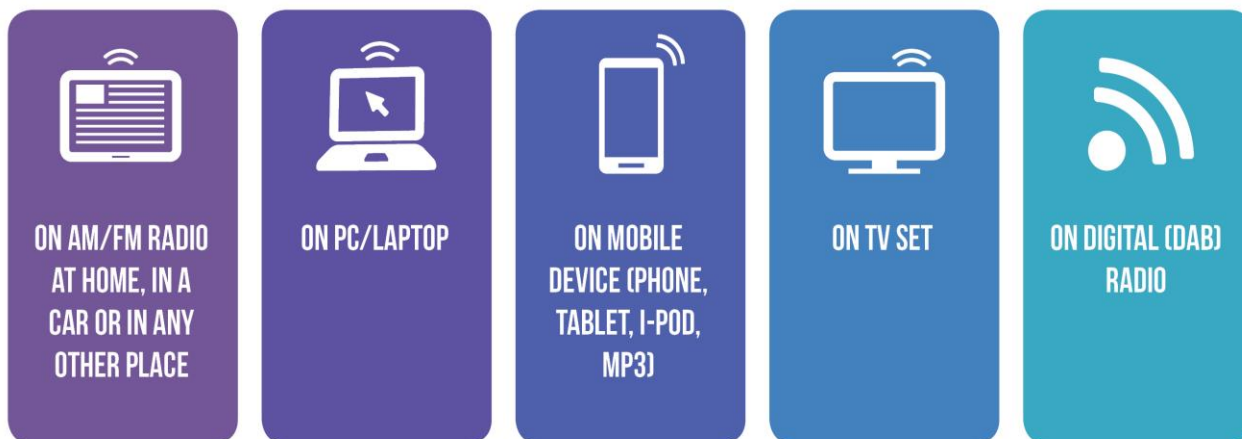 ON AM/FM RADIO
AT HOME, IN A
CAR OR IN ANY
OTHER PLACE
ON PC/LAPTOP
ON MOBILE
DEVICE (PHONE,
TABLET, I-POD,
MP3)
ON TV SET
ON DIGITAL (DAB)
RADIO